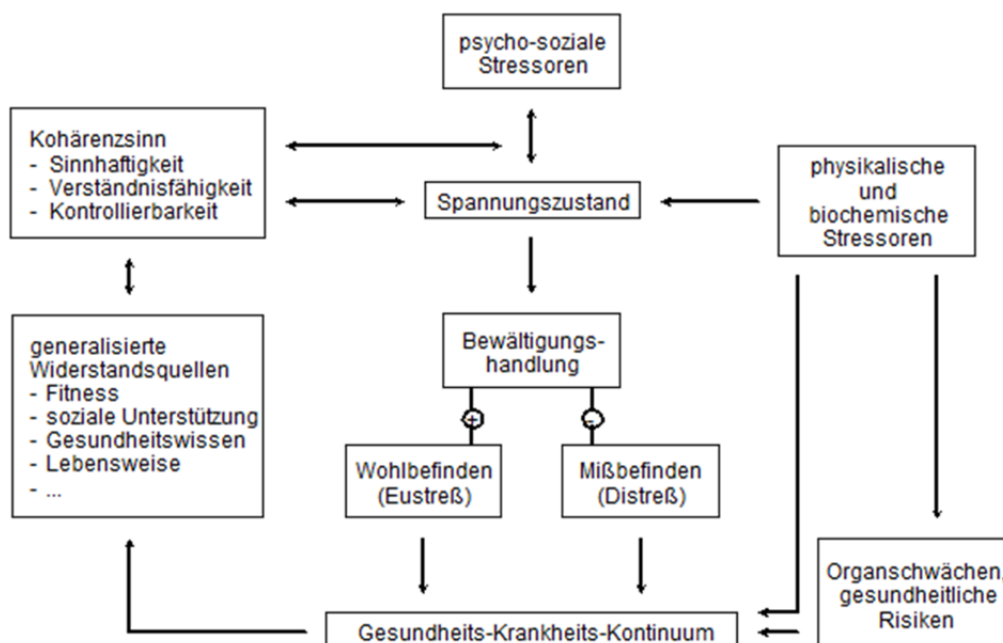 psycho-soziale
Stressoren
Kohärenzsinn
- Sinnhaftigkeit
- Verständnisfähigkeit
- Kontrollierbarkeit
physikalische
und
biochemische
Stressoren
Spannungszustand
generalisierte
Widerstandsquellen
- Fitness
- soziale Unterstützung
- Gesundheitswissen
- Lebensweise
- ...
Bewältigungs-
handlung
+
-
Wohlbefinden
(Eustreß)
Mißbefinden
(Distreß)
Organschwächen,
gesundheitliche
Risiken
Gesundheits-Krankheits-Kontinuum